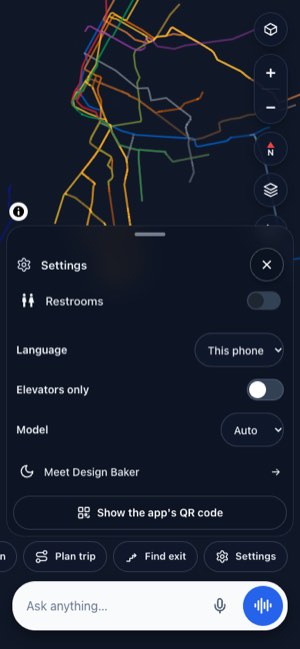 +
−
N
i
Settings
×
Restrooms
Language
This phone
Elevators only
Model
Auto
Meet Design Baker →
Show the app's QR code
n
Plan trip
Find exit
Settings
Ask anything...